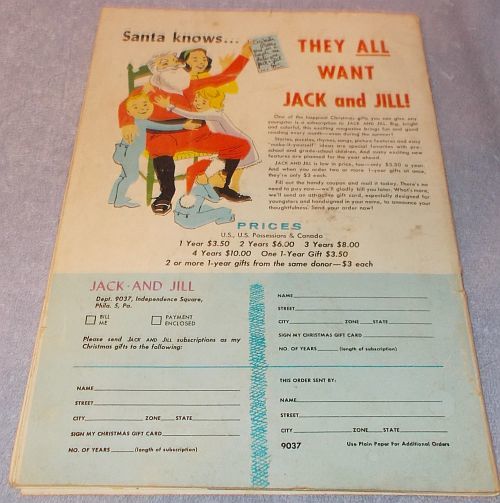 Santa knows...
THEY ALL
WANT
JACK and JILL!
One of the happiest Christmas gifts you can give any
youngster is a subscription to JACK AND JILL. Big, bright
and colorful, this exciting magazine brings fun and good
reading every month—even during the summer!
Stories, puzzles, rhymes, songs, picture features and easy
"make-it-yourself" ideas are special favorites with pre-
school and grade-school children. And many exciting new
features are planned for the year ahead.
JACK AND JILL is low in price, too—only $3.50 a year.
And when you order two or more 1-year gifts at once,
they're only $3 each.
Fill out the handy coupon and mail it today. There's no
need to pay now—we'll gladly bill you later. What's more,
we'll send an attractive gift card, especially designed for
youngsters and handsigned in your name, to announce your
thoughtfulness. Send your order now!
PRICES
U.S., U.S. Possessions & Canada
1 Year $3.50 2 Years $6.00 3 Years $8.00
4 Years $10.00 One 1-Year Gift $3.50
2 or more 1-year gifts from the same donor—$3 each
JACK AND JILL
Dept. 9037, Independence Square,
Phila. 5, Pa.
BILL ME
PAYMENT ENCLOSED
Please send JACK AND JILL subscriptions as my
Christmas gifts to the following:
NAME
STREET
CITY ZONE STATE
SIGN MY CHRISTMAS GIFT CARD
NO. OF YEARS (length of subscription)
NAME
STREET
CITY ZONE STATE
SIGN MY CHRISTMAS GIFT CARD
NO. OF YEARS (length of subscription)
THIS ORDER SENT BY:
NAME
STREET
CITY ZONE STATE
9037 Use Plain Paper For Additional Orders